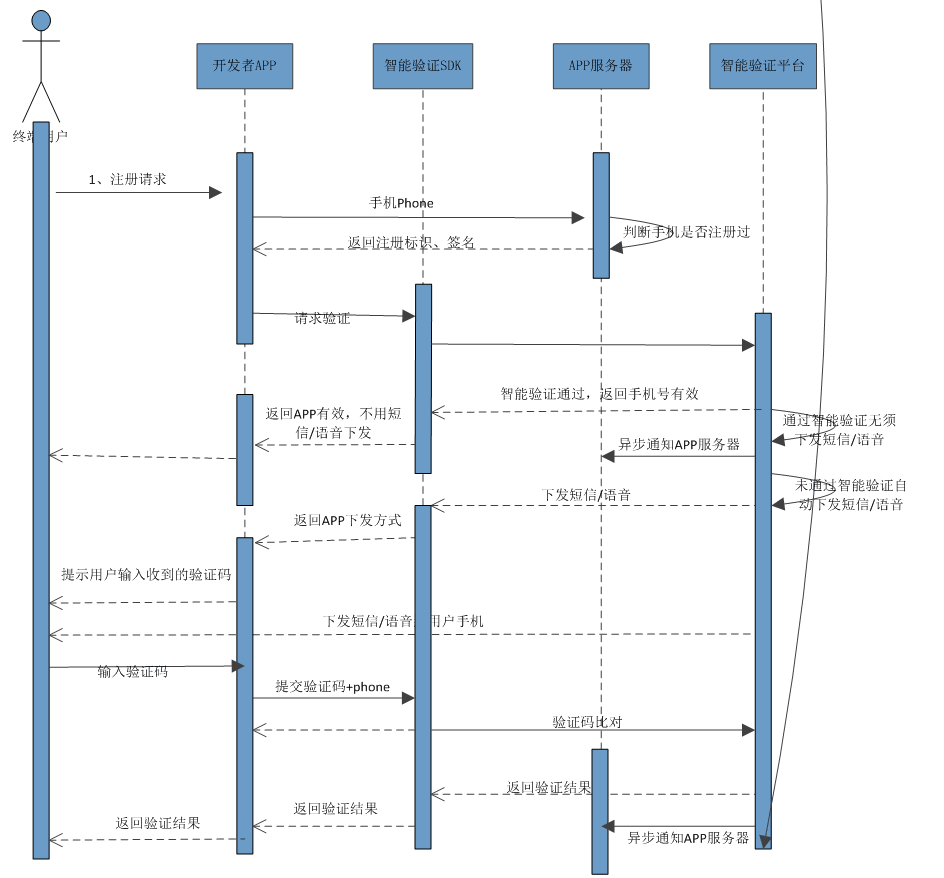 开发者APP
智能验证SDK
APP服务器
智能验证平台
终端用户
1、注册请求
手机Phone
判断手机是否注册过
返回注册标识、签名
请求验证
智能验证通过，返回手机号有效
返回APP有效，不用短
信/语音下发
通过智能验证无须
下发短信/语音
异步通知APP服务器
未通过智能验证自
动下发短信/语音
下发短信/语音
返回APP下发方式
提示用户输入收到的验证码
下发短信/语音 用户手机
输入验证码
提交验证码+phone
验证码比对
返回验证结果
返回验证结果
返回验证结果
异步通知APP服务器